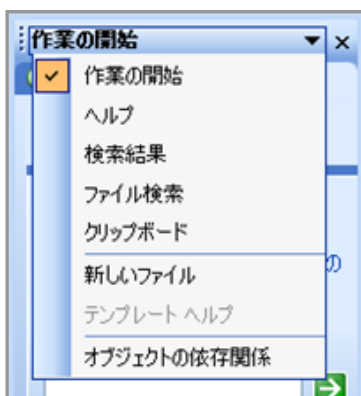 作業の開始
作業の開始
ヘルプ
検索結果
ファイル検索
クリップボード
新しいファイル
の
テンプレート ヘルプ
オブジェクトの依存関係